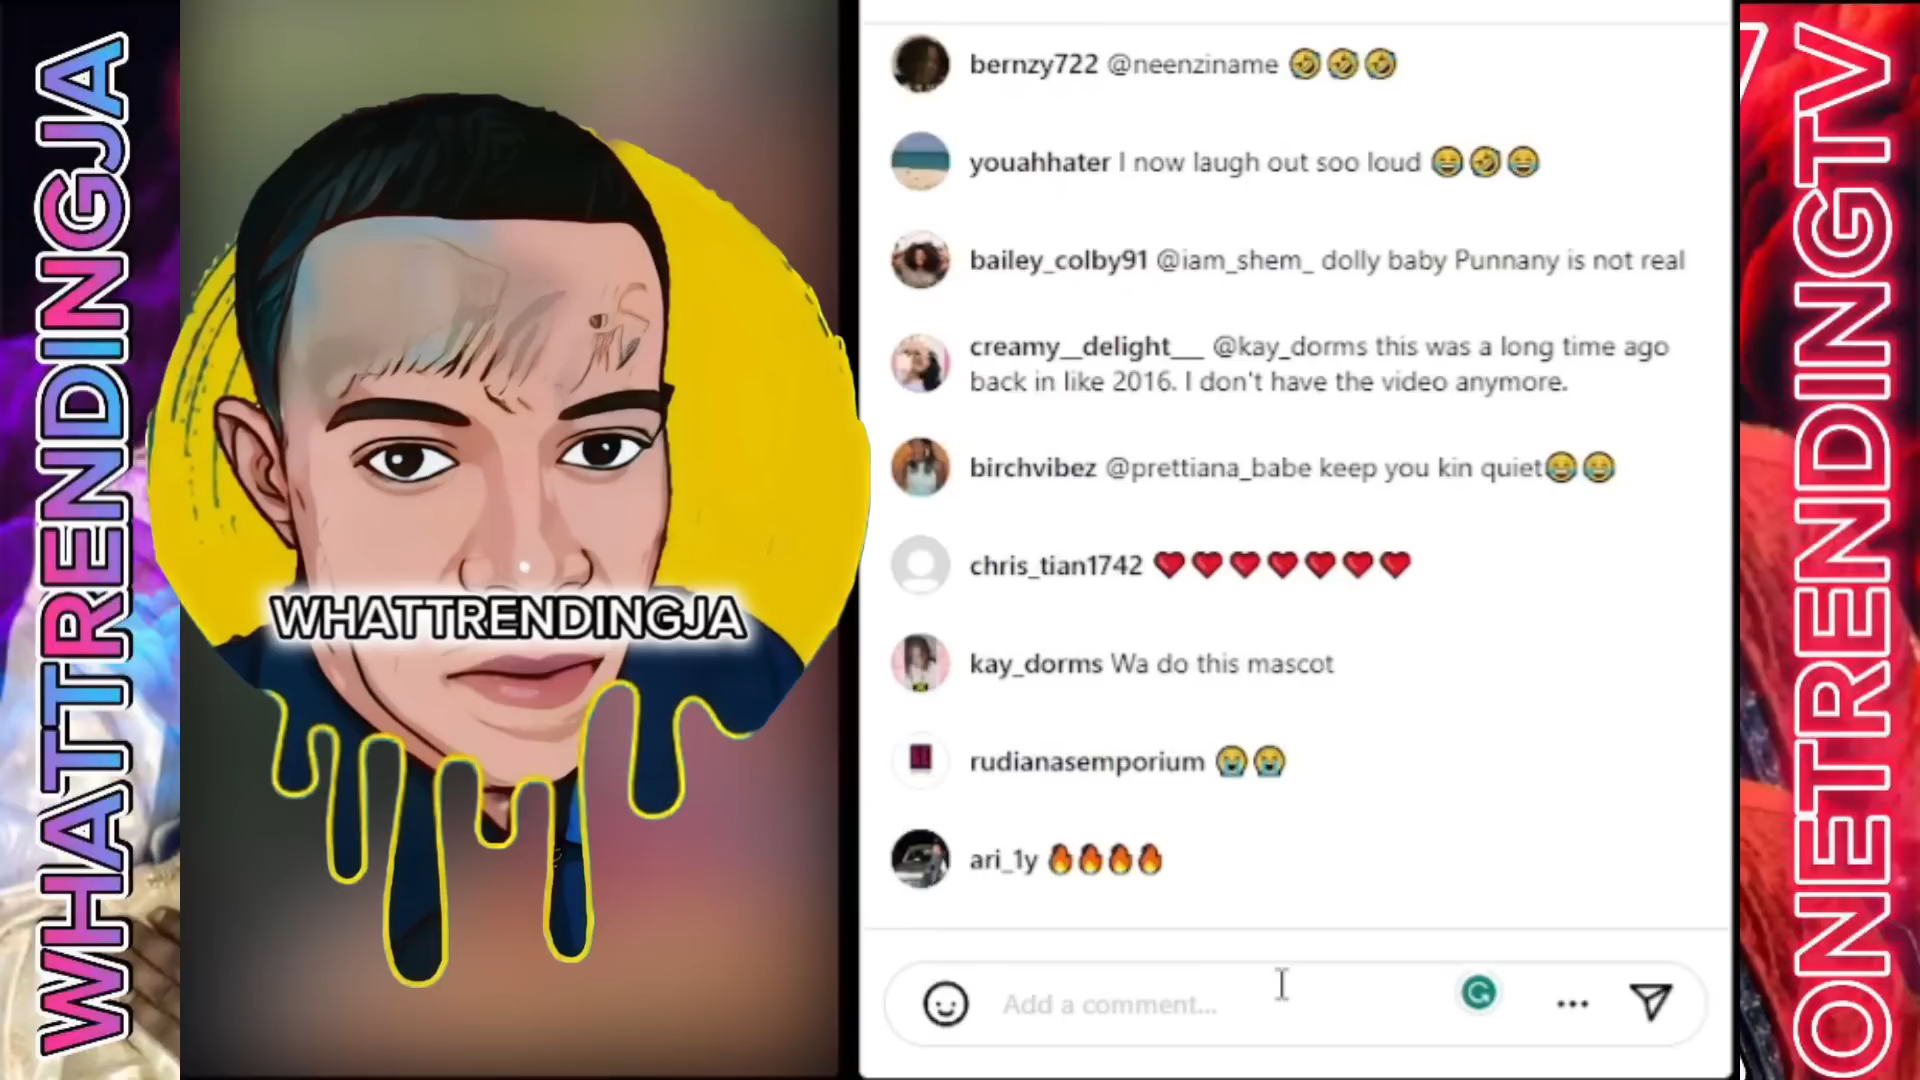 WHATTRENDINGJA
WHATTRENDINGJA
bernzy722 @neenziname 🤣🤣🤣
youahhater I now laugh out soo loud 😂🤣😂
bailey_colby91 @iam_shem_ dolly baby Punnany is not real
creamy__delight___ @kay_dorms this was a long time ago
back in like 2016. I don't have the video anymore.
birchvibez @prettiana_babe keep you kin quiet😂😂
chris_tian1742 ❤️❤️❤️❤️❤️❤️❤️
kay_dorms Wa do this mascot
rudianasemporium 😭😭
ari_1y 🔥🔥🔥🔥
Add a comment...
ONETRENDINGTV